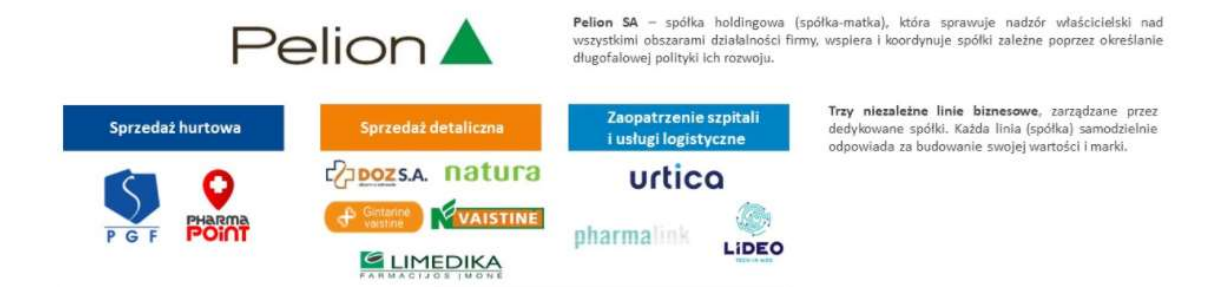 Pelion
Pelion SA – spółka holdingowa (spółka-matka), która sprawuje nadzór właścicielski nad
wszystkimi obszarami działalności firmy, wspiera i koordynuje spółki zależne poprzez określanie
długofalowej polityki ich rozwoju.
Sprzedaż hurtowa
Sprzedaż detaliczna
Zaopatrzenie szpitali
i usługi logistyczne
Trzy niezależne linie biznesowe, zarządzane przez
dedykowane spółki. Każda linia (spółka) samodzielnie
odpowiada za budowanie swojej wartości i marki.
PGF
PHARMA
POINT
DOZ S.A.
natura
Gintarinė
vaistinė
N VAISTINE
LIMEDIKA
FARMACIJOS ĮMONĖ
urtica
pharmalink
LiDEO
TECH IN MED